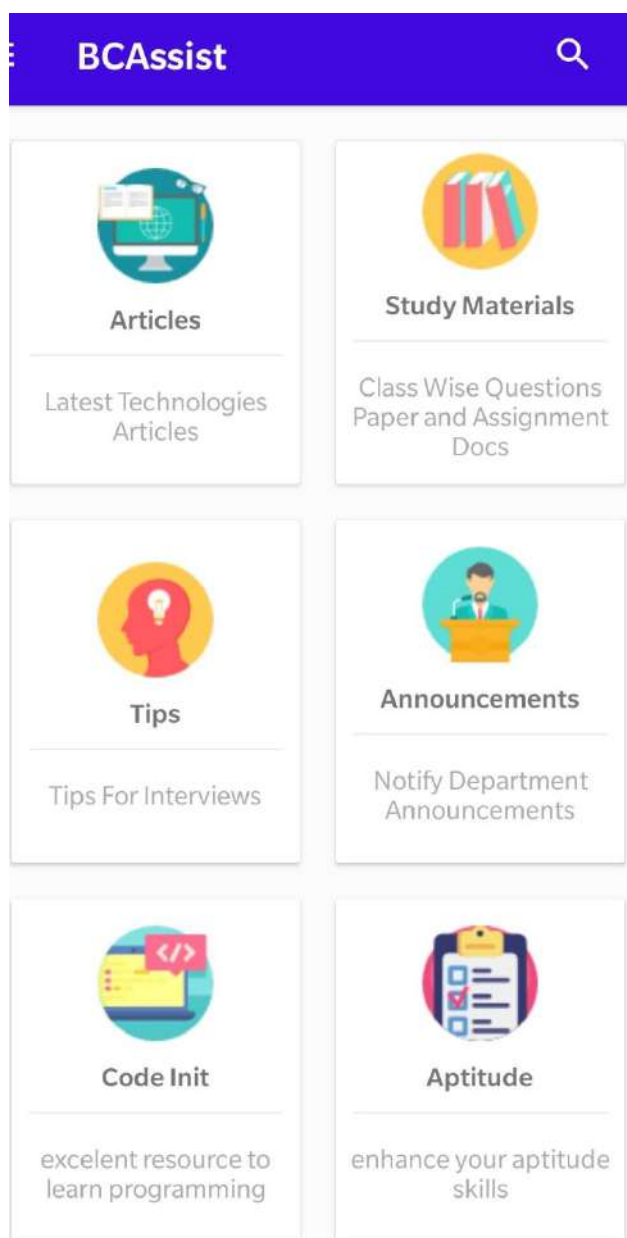 BCAssist
Articles
Latest Technologies
Articles
Study Materials
Class Wise Questions
Paper and Assignment
Docs
Tips
Tips For Interviews
Announcements
Notify Department
Announcements
</>
Code Init
excelent resource to
learn programming
Aptitude
enhance your aptitude
skills